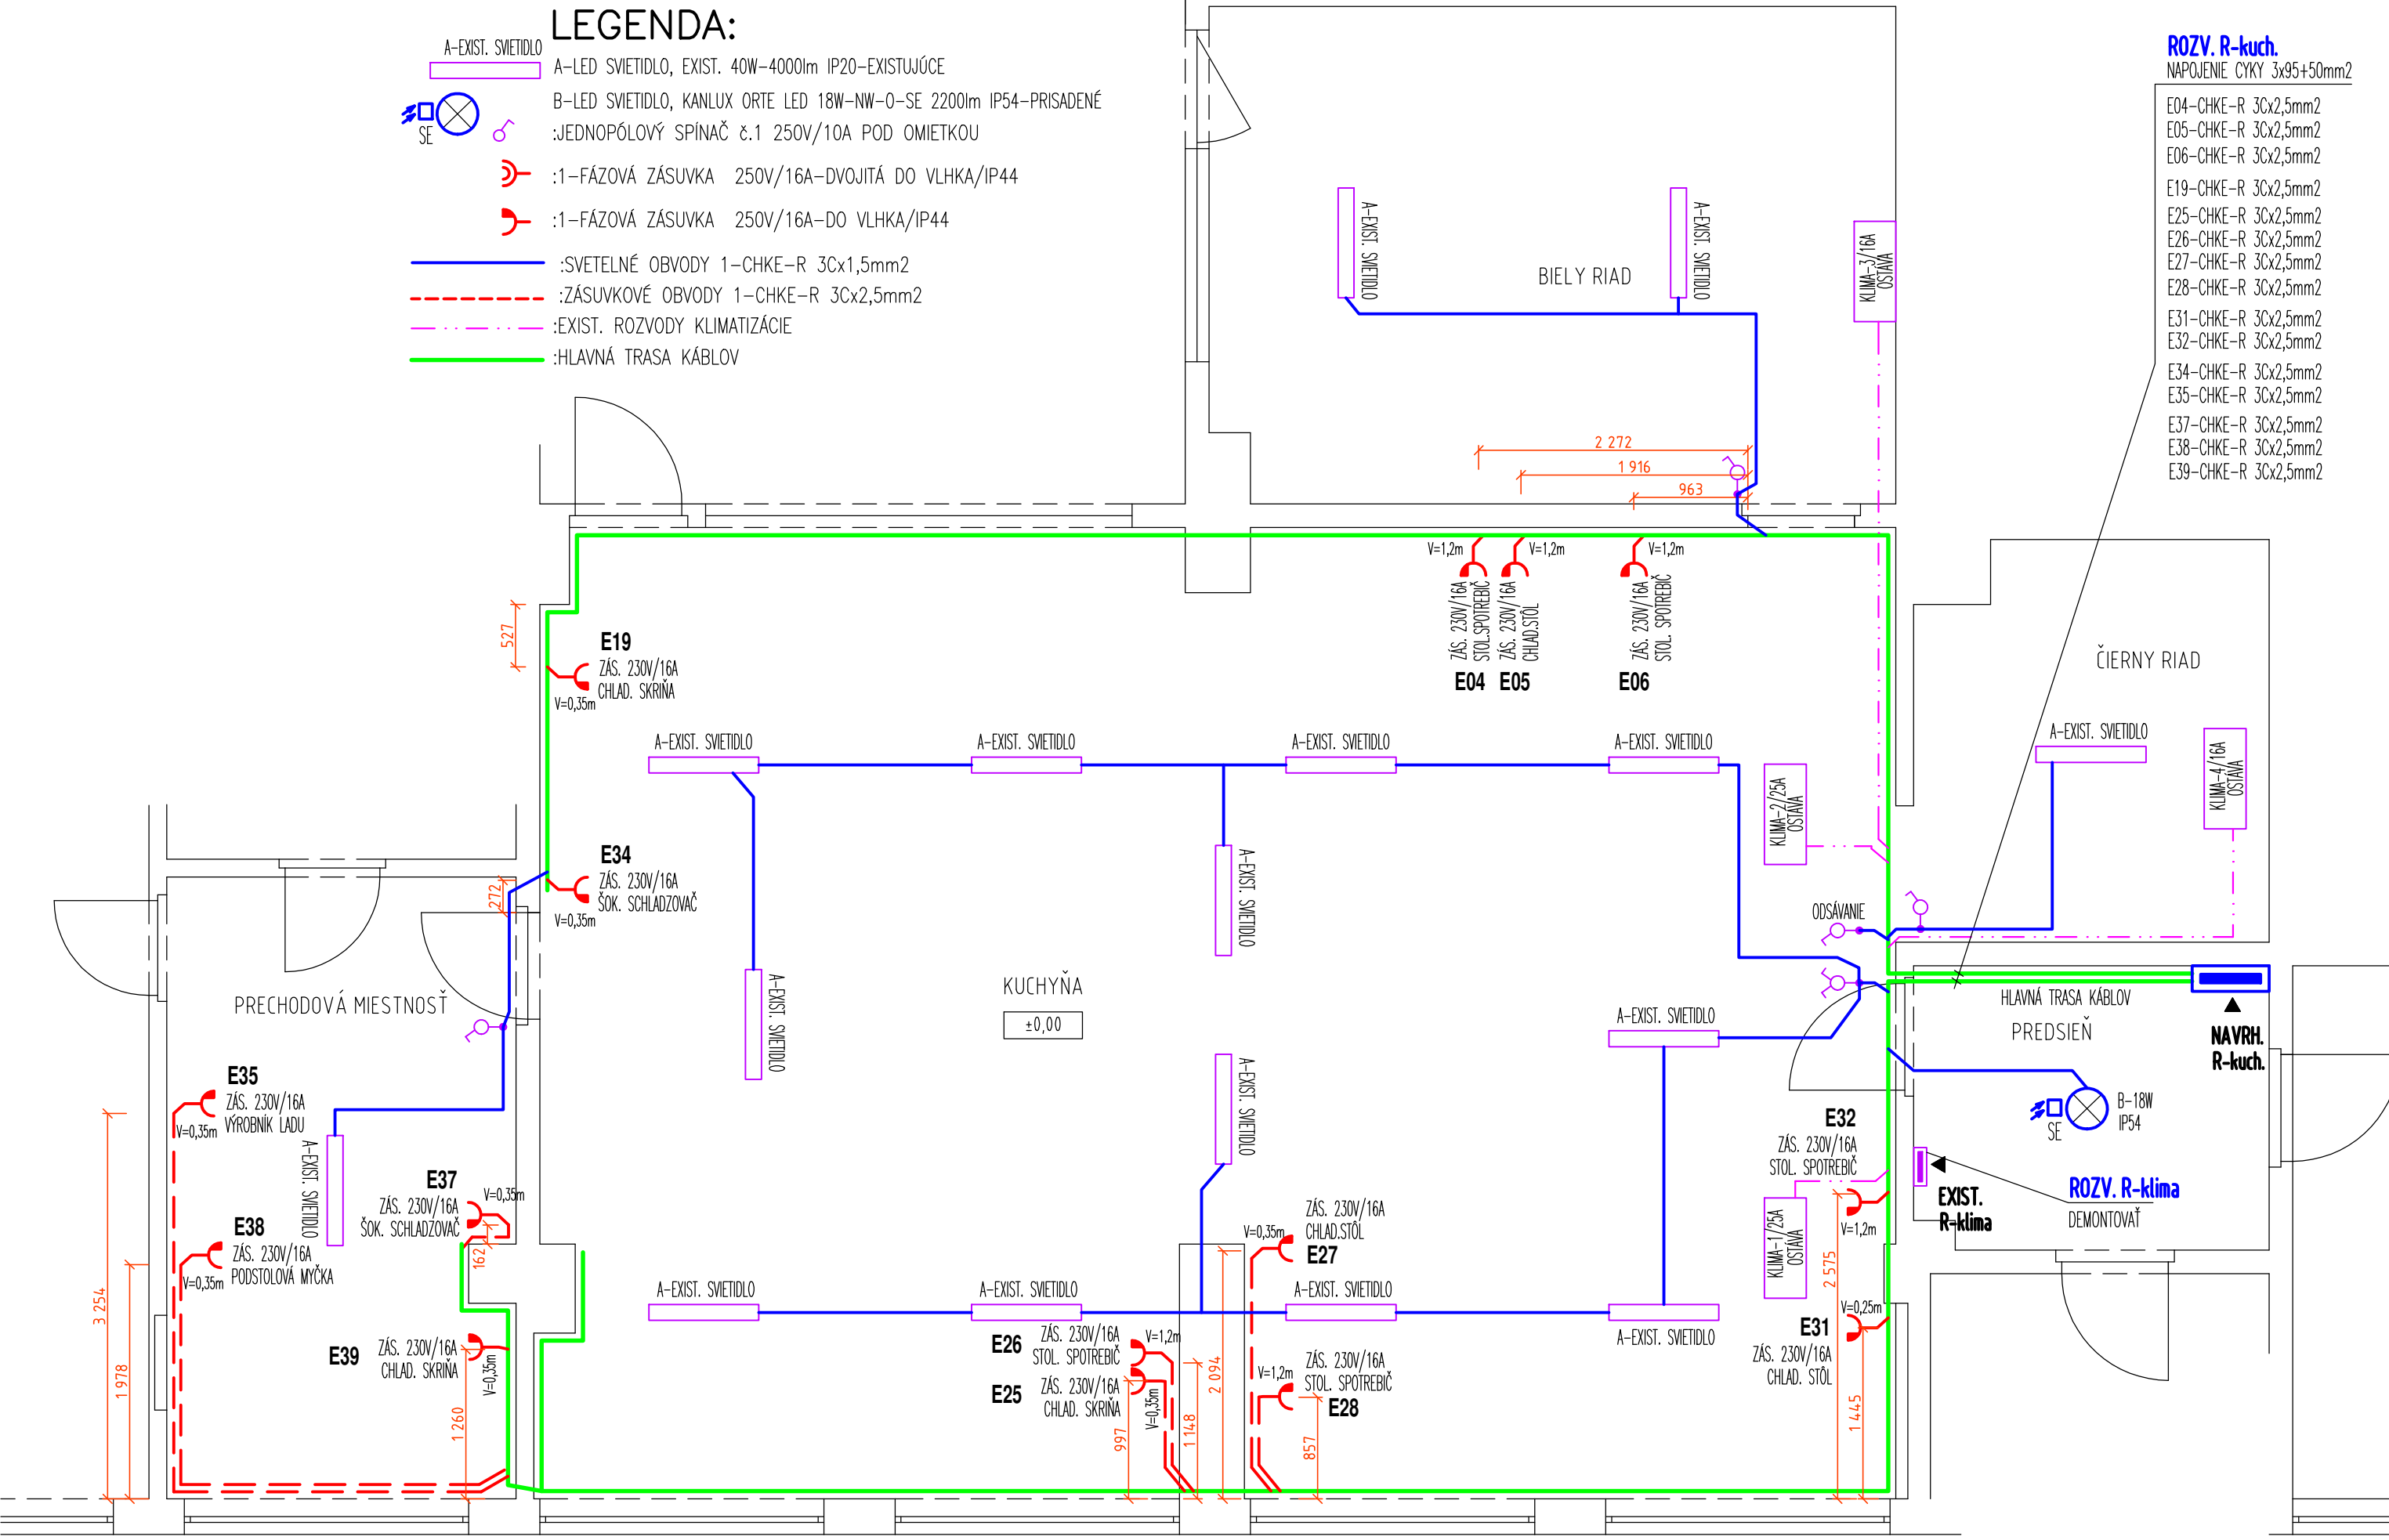 LEGENDA:
A-EXIST. SVIETIDLO
A-LED SVIETIDLO, EXIST. 40W-4000lm IP20-EXISTUJÚCE
B-LED SVIETIDLO, KANLUX ORTE LED 18W-NW-O-SE 2200lm IP54-PRISADENÉ
SE
:JEDNOPÓLOVÝ SPÍNAČ č.1 250V/10A POD OMIETKOU
:1-FÁZOVÁ ZÁSUVKA 250V/16A-DVOJITÁ DO VLHKA/IP44
:1-FÁZOVÁ ZÁSUVKA 250V/16A-DO VLHKA/IP44
:SVETELNÉ OBVODY 1-CHKE-R 3Cx1,5mm2
:ZÁSUVKOVÉ OBVODY 1-CHKE-R 3Cx2,5mm2
:EXIST. ROZVODY KLIMATIZÁCIE
:HLAVNÁ TRASA KÁBLOV
ROZV. R-kuch.
NAPOJENIE CYKY 3x95+50mm2
E04-CHKE-R 3Cx2,5mm2
E05-CHKE-R 3Cx2,5mm2
E06-CHKE-R 3Cx2,5mm2
E19-CHKE-R 3Cx2,5mm2
E25-CHKE-R 3Cx2,5mm2
E26-CHKE-R 3Cx2,5mm2
E27-CHKE-R 3Cx2,5mm2
E28-CHKE-R 3Cx2,5mm2
E31-CHKE-R 3Cx2,5mm2
E32-CHKE-R 3Cx2,5mm2
E34-CHKE-R 3Cx2,5mm2
E35-CHKE-R 3Cx2,5mm2
E37-CHKE-R 3Cx2,5mm2
E38-CHKE-R 3Cx2,5mm2
E39-CHKE-R 3Cx2,5mm2
A-EXIST. SVIETIDLO
A-EXIST. SVIETIDLO
BIELY RIAD
KLIMA-3/16A
OSTÁVA
2 272
1 916
963
V=1,2m
V=1,2m
V=1,2m
ZÁS. 230V/16A
STOL.SPOTREBIČ
ZÁS. 230V/16A
CHLAD.STÔL
ZÁS. 230V/16A
STOL. SPOTREBIČ
E04
E05
E06
527
E19
ZÁS. 230V/16A
CHLAD. SKRIŇA
V=0,35m
ČIERNY RIAD
A-EXIST. SVIETIDLO
KLIMA-4/16A
OSTÁVA
A-EXIST. SVIETIDLO
A-EXIST. SVIETIDLO
A-EXIST. SVIETIDLO
A-EXIST. SVIETIDLO
KLIMA-2/25A
OSTÁVA
E34
ZÁS. 230V/16A
ŠOK. SCHLADZOVAČ
V=0,35m
272
A-EXIST. SVIETIDLO
ODSÁVANIE
PRECHODOVÁ MIESTNOSŤ
KUCHYŇA
±0,00
A-EXIST. SVIETIDLO
A-EXIST. SVIETIDLO
A-EXIST. SVIETIDLO
HLAVNÁ TRASA KÁBLOV
PREDSIEŇ
NAVRH.
R-kuch.
B-18W
IP54
SE
E35
ZÁS. 230V/16A
VÝROBNÍK ĽADU
V=0,35m
A-EXIST. SVIETIDLO
E32
ZÁS. 230V/16A
STOL. SPOTREBIČ
V=1,2m
EXIST.
R-klima
ROZV. R-klima
DEMONTOVAŤ
E37
ZÁS. 230V/16A
ŠOK. SCHLADZOVAČ
V=0,35m
162
E38
ZÁS. 230V/16A
PODSTOLOVÁ MYČKA
V=0,35m
3 254
1 978
KLIMA-1/25A
OSTÁVA
2 575
ZÁS. 230V/16A
CHLAD.STÔL
E27
V=0,35m
A-EXIST. SVIETIDLO
A-EXIST. SVIETIDLO
A-EXIST. SVIETIDLO
A-EXIST. SVIETIDLO
V=0,25m
E31
ZÁS. 230V/16A
CHLAD. STÔL
1 445
E39
ZÁS. 230V/16A
CHLAD. SKRIŇA
V=0,35m
1 260
E26
ZÁS. 230V/16A
STOL. SPOTREBIČ
V=1,2m
E25
ZÁS. 230V/16A
CHLAD. SKRIŇA
V=0,35m
997
1 148
2 094
V=1,2m
ZÁS. 230V/16A
STOL. SPOTREBIČ
E28
857